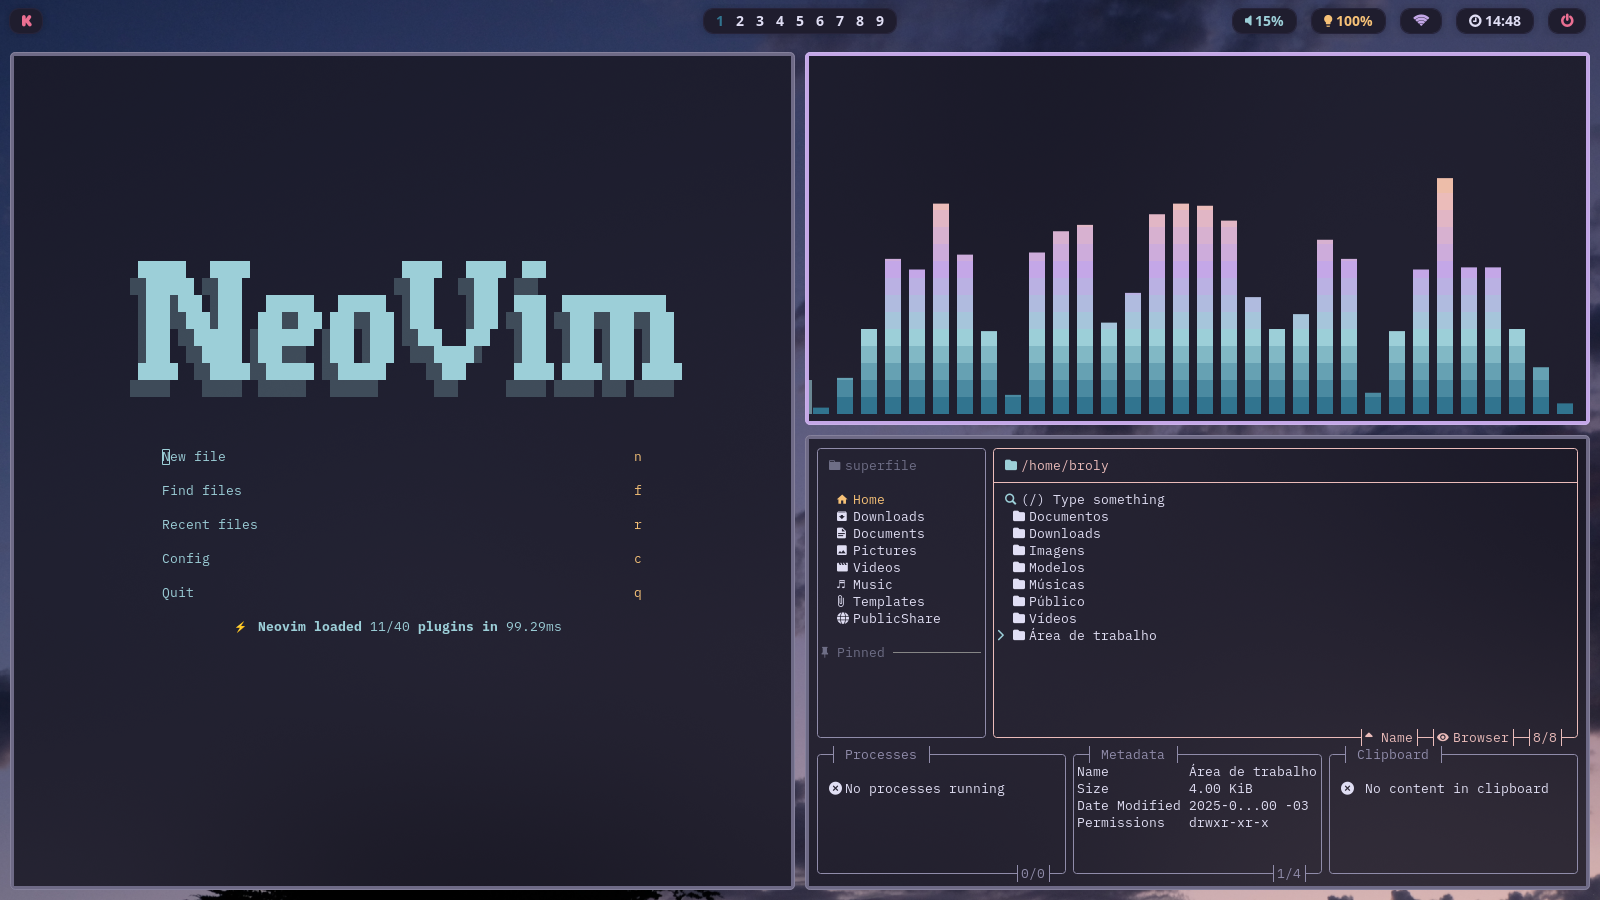 K
1 2 3 4 5 6 7 8 9
15%
100%
14:48
NeoVim
New file n
Find files f
Recent files r
Config c
Quit q
⚡ Neovim loaded 11/40 plugins in 99.29ms
superfile
Home
Downloads
Documents
Pictures
Videos
Music
Templates
PublicShare
Pinned
/home/broly
(/) Type something
Documentos
Downloads
Imagens
Modelos
Músicas
Público
Vídeos
Área de trabalho
Name Browser 8/8
Processes
No processes running
0/0
Metadata
Name Área de trabalho
Size 4.00 KiB
Date Modified 2025-0...00 -03
Permissions drwxr-xr-x
1/4
Clipboard
No content in clipboard